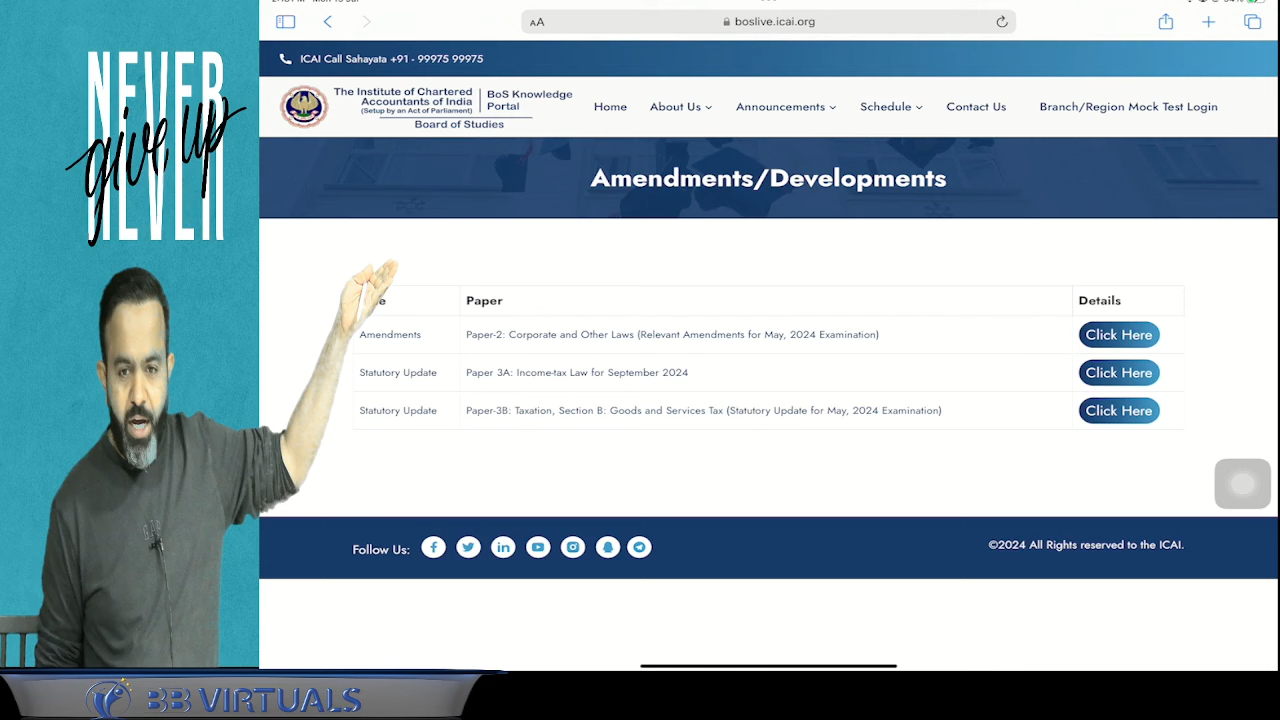 boslive.icai.org
AA
ICAI Call Sahayata +91 - 99975 99975
The Institute of Chartered
Accountants of India
(Setup by an Act of Parliament)
Board of Studies
BoS Knowledge
Portal
Home
About Us
Announcements
Schedule
Contact Us
Branch/Region Mock Test Login
NEVER
give up
NEVER
Amendments/Developments
Paper
Details
Amendments
Paper-2: Corporate and Other Laws (Relevant Amendments for May, 2024 Examination)
Click Here
Statutory Update
Paper 3A: Income-tax Law for September 2024
Click Here
Statutory Update
Paper-3B: Taxation, Section B: Goods and Services Tax (Statutory Update for May, 2024 Examination)
Click Here
Follow Us:
©2024 All Rights reserved to the ICAI.
BB VIRTUALS